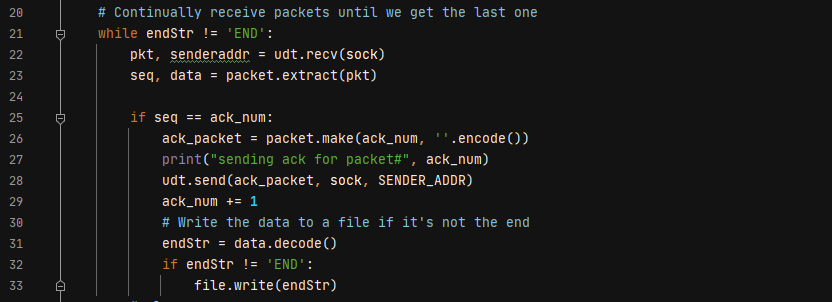 20 # Continually receive packets until we get the last one
21 while endStr != 'END':
22 pkt, senderaddr = udt.recv(sock)
23 seq, data = packet.extract(pkt)
24
25 if seq == ack_num:
26 ack_packet = packet.make(ack_num, ''.encode())
27 print("sending ack for packet#", ack_num)
28 udt.send(ack_packet, sock, SENDER_ADDR)
29 ack_num += 1
30 # Write the data to a file if it's not the end
31 endStr = data.decode()
32 if endStr != 'END':
33 file.write(endStr)